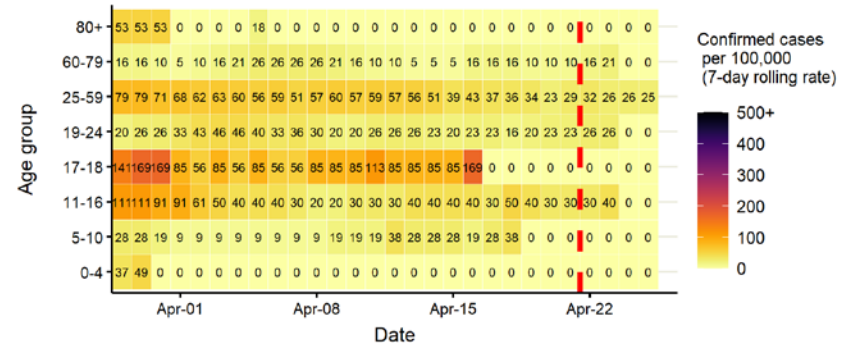 80+ 53 53 53 0 0 0 0 18 0 0 0 0 0 0 0 0 0 0 0 0 0 0 0 0 0 0 0 0
60-79 16 16 10 5 10 16 21 26 26 26 26 21 16 10 10 5 5 5 16 16 16 10 10 10 16 21 0 0
25-59 79 79 71 68 62 63 60 56 59 51 57 60 57 59 57 56 51 39 43 37 36 34 23 29 32 26 26 25
19-24 20 26 26 33 43 46 46 40 33 36 30 20 20 26 26 26 23 20 23 23 16 20 23 23 26 26 0 0
17-18 141 169 169 85 56 85 56 85 56 56 85 85 85 113 85 85 85 85 169 0 0 0 0 0 0 0 0 0
11-16 111 111 91 91 61 50 40 40 40 30 20 20 30 30 30 40 40 40 40 30 50 40 30 30 30 40 0 0
5-10 28 28 19 9 9 9 9 9 9 9 9 19 19 19 38 28 28 28 19 28 38 0 0 0 0 0 0 0
0-4 37 49 0 0 0 0 0 0 0 0 0 0 0 0 0 0 0 0 0 0 0 0 0 0 0 0 0 0
Apr-01 Apr-08 Apr-15 Apr-22
Date
Age group
Confirmed cases
per 100,000
(7-day rolling rate)
500+
400
300
200
100
0